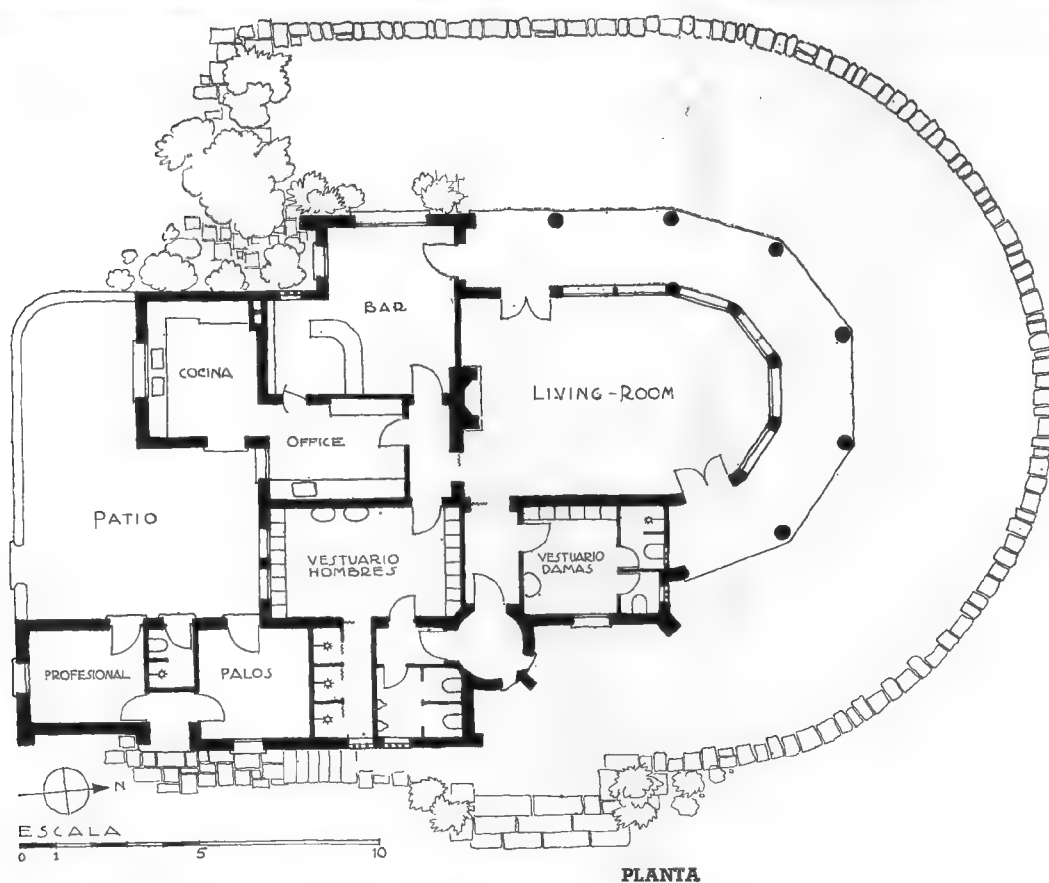 BAR
COCINA
LIVING-ROOM
OFFICE
PATIO
VESTUARIO
HOMBRES
VESTUARIO
DAMAS
PROFESIONAL
PALOS
N
ESCALA
0 1 5 10
PLANTA